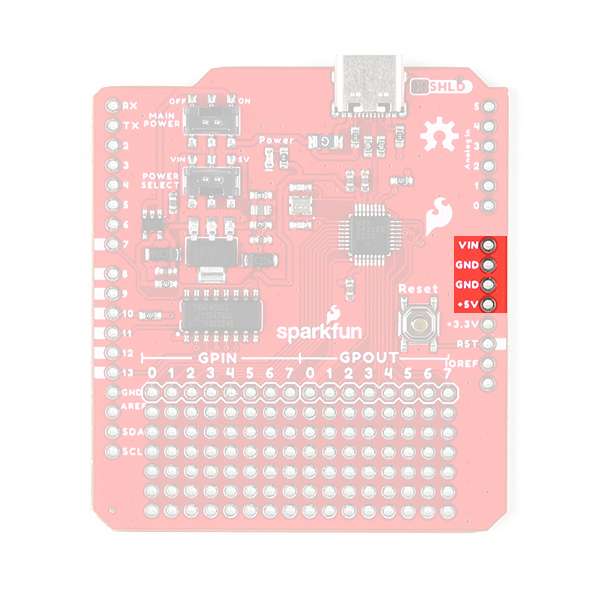 SHLD
OFF ON
MAIN
POWER
RX
TX
2
3
4
5
6
7
8
9
10
11
12
13
GND
AREF
SDA
SCL
VIN 5V
POWER
SELECT
Power
Analog In
5
4
3
2
1
0
VIN
GND
GND
+5V
+3.3V
RST
IOREF
Reset
sparkfun
GPIN GPOUT
0 1 2 3 4 5 6 7 0 1 2 3 4 5 6 7